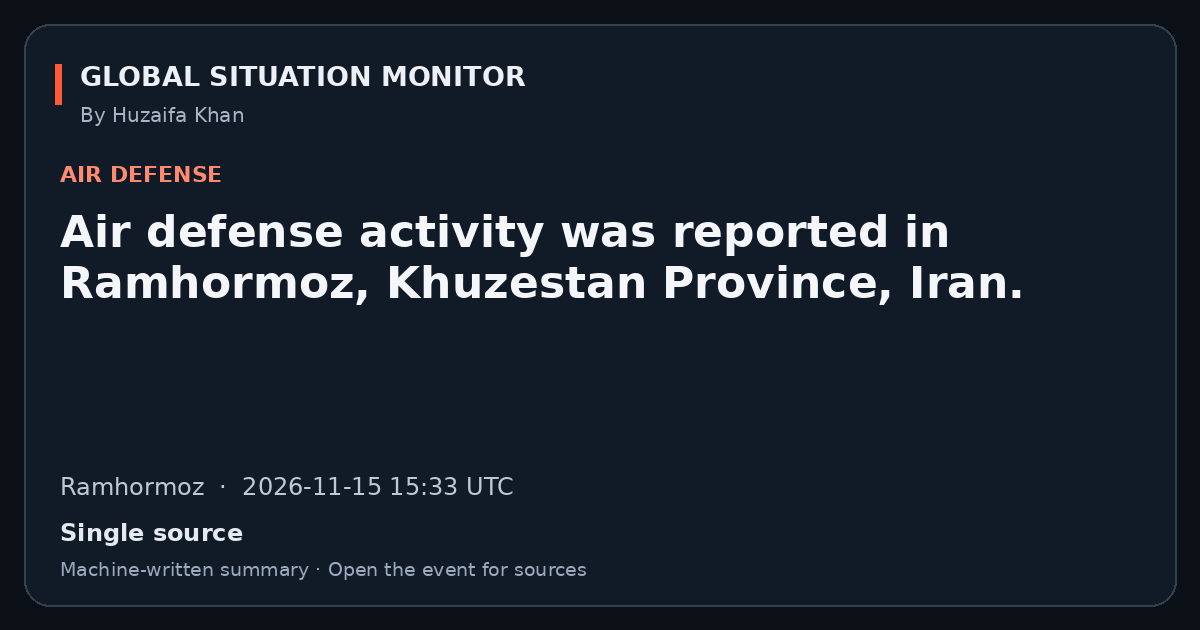 GLOBAL SITUATION MONITOR
By Huzaifa Khan
AIR DEFENSE
Air defense activity was reported in
Ramhormoz, Khuzestan Province, Iran.
Ramhormoz · 2026-11-15 15:33 UTC
Single source
Machine-written summary · Open the event for sources